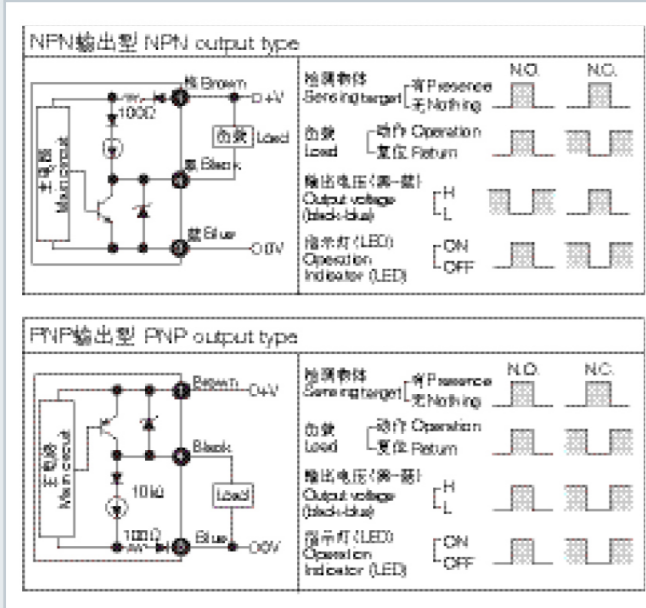 NPN输出型 NPN output type
棕 Brown
+V
100Ω
负载 Load
黑 Black
主电路
Main circuit
蓝 Blue
0V
N.O.
N.C.
检测物体
Sensing target
有 Presence
无 Nothing
负载
Load
动作 Operation
复位 Return
输出电压(黑-蓝)
Output voltage
(black-blue)
H
L
指示灯(LED)
Operation
Indicator (LED)
ON
OFF
PNP输出型 PNP output type
Brown
+V
Black
主电路
Main circuit
10kΩ
Load
100Ω
Blue
0V
N.O.
N.C.
检测物体
Sensing target
有 Presence
无 Nothing
负载
Load
动作 Operation
复位 Return
输出电压(黑-蓝)
Output voltage
(black-blue)
H
L
指示灯(LED)
Operation
Indicator (LED)
ON
OFF